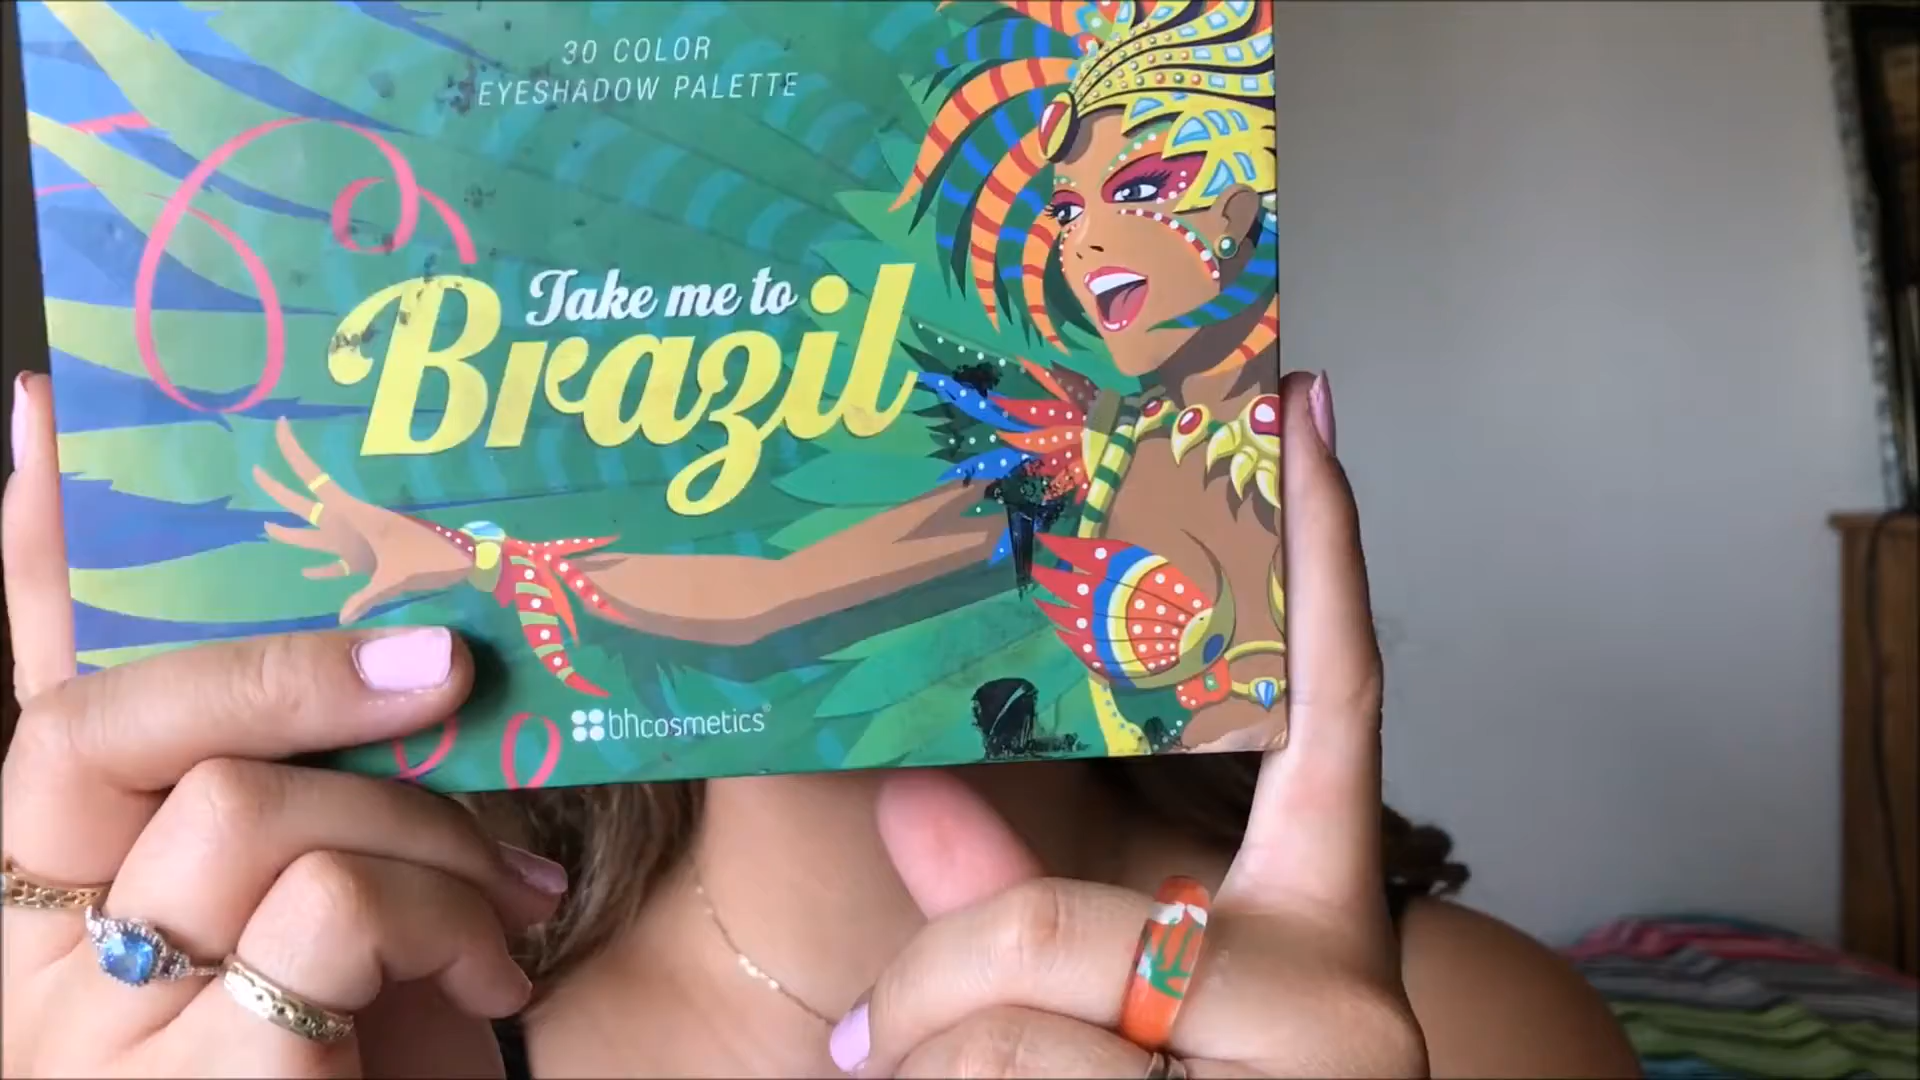 30 COLOR
EYESHADOW PALETTE
Take me to
Brazil
bhcosmetics®